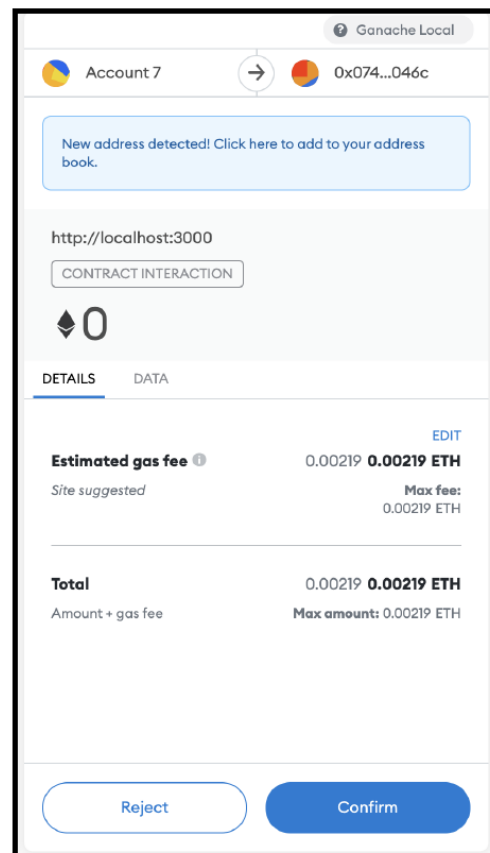 Ganache Local
Account 7 0x074...046c
New address detected! Click here to add to your address
book.
http://localhost:3000
CONTRACT INTERACTION
0
DETAILS DATA
EDIT
Estimated gas fee 0.00219 0.00219 ETH
Site suggested Max fee:
0.00219 ETH
Total 0.00219 0.00219 ETH
Amount + gas fee Max amount: 0.00219 ETH
Reject Confirm